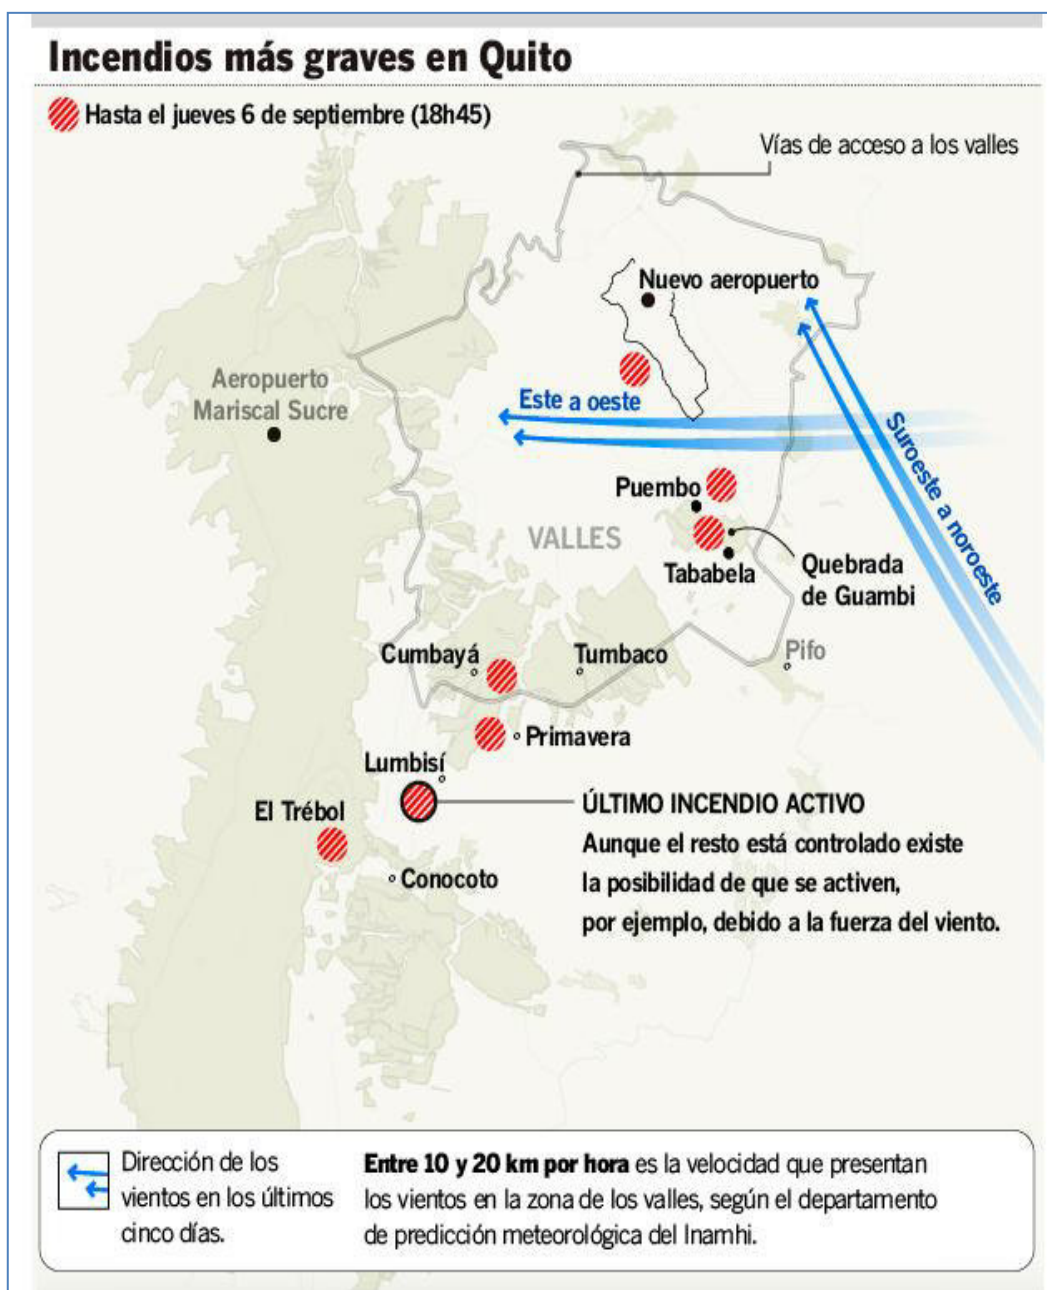 Incendios más graves en Quito
Hasta el jueves 6 de septiembre (18h45)
Vías de acceso a los valles
Nuevo aeropuerto
Aeropuerto
Mariscal Sucre
Este a oeste
Suroeste a noroeste
Puembo
VALLES
Tababela
Quebrada
de Guambi
Cumbayá
Tumbaco
Pifo
Primavera
Lumbisí
El Trébol
ÚLTIMO INCENDIO ACTIVO
Aunque el resto está controlado existe
la posibilidad de que se activen,
por ejemplo, debido a la fuerza del viento.
Conocoto
Dirección de los
vientos en los últimos
cinco días.
Entre 10 y 20 km por hora es la velocidad que presentan
los vientos en la zona de los valles, según el departamento
de predicción meteorológica del Inamhi.